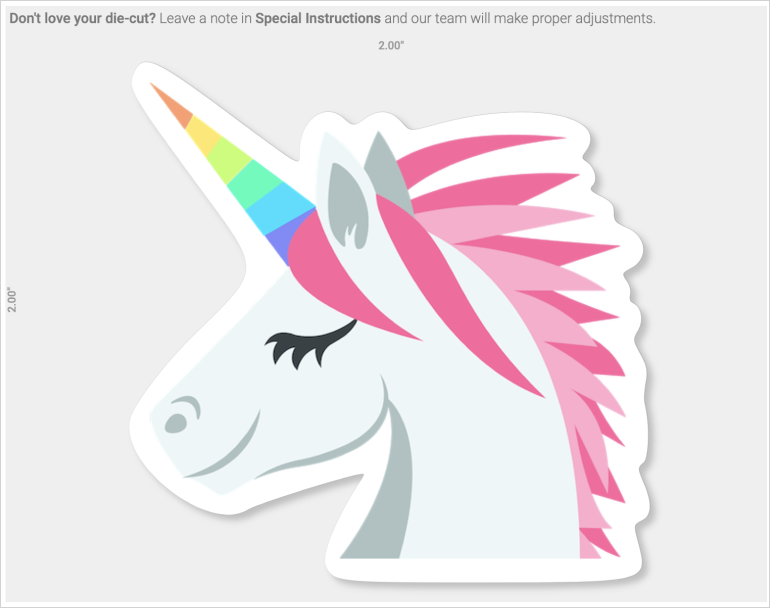 Don't love your die-cut? Leave a note in Special Instructions and our team will make proper adjustments.
2.00"
2.00"